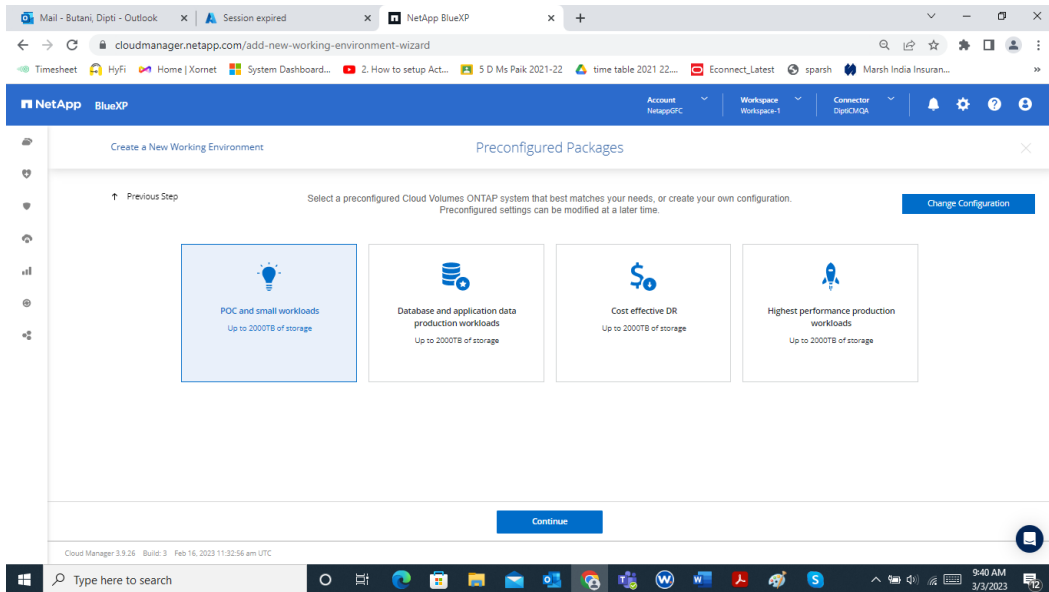 Mail - Butani, Dipti - Outlook
Session expired
NetApp BlueXP
cloudmanager.netapp.com/add-new-working-environment-wizard
Timesheet HyFi Home | Xornet System Dashboard... 2. How to setup Act... 5 D Ms Paik 2021-22 time table 2021 22.... Econnect_Latest sparsh Marsh India Insuran...
NetApp BlueXP
Account
NetappGFC
Workspace
Workspace-1
Connector
DiptiCMQA
Create a New Working Environment
Preconfigured Packages
Previous Step
Select a preconfigured Cloud Volumes ONTAP system that best matches your needs, or create your own configuration.
Preconfigured settings can be modified at a later time.
Change Configuration
POC and small workloads
Up to 2000TB of storage
Database and application data
production workloads
Up to 2000TB of storage
Cost effective DR
Up to 2000TB of storage
Highest performance production
workloads
Up to 2000TB of storage
Continue
Cloud Manager 3.9.26 Build: 3 Feb 16, 2023 11:32:56 am UTC
Type here to search
9:40 AM
3/3/2023
12